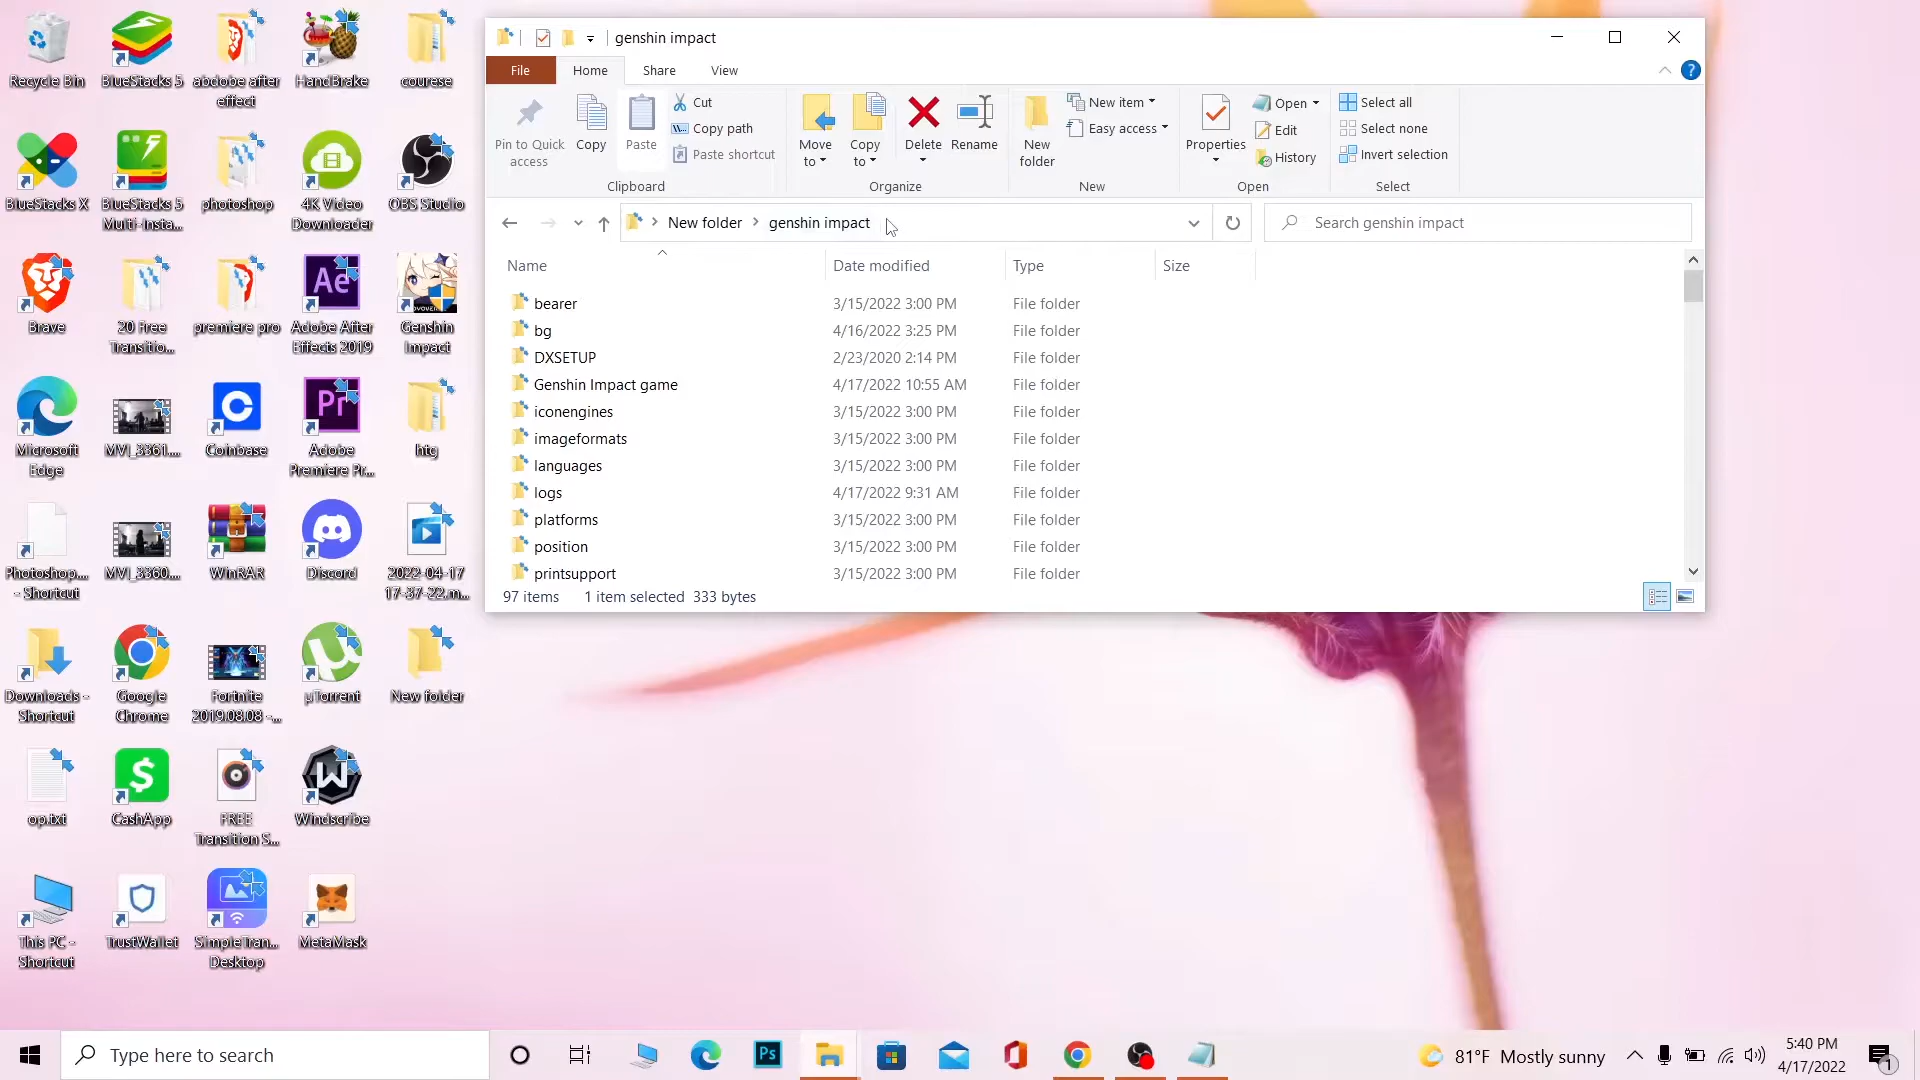 genshin impact
File
Home
Share
View
Pin to Quick
access
Copy
Paste
Cut
Copy path
Paste shortcut
Clipboard
Move
to
Copy
to
Delete
Rename
Organize
New
folder
New item
Easy access
New
Properties
Open
Edit
History
Open
Select all
Select none
Invert selection
Select
New folder
genshin impact
Search genshin impact
Name
Date modified
Type
Size
bearer 3/15/2022 3:00 PM File folder
bg 4/16/2022 3:25 PM File folder
DXSETUP 2/23/2020 2:14 PM File folder
Genshin Impact game 4/17/2022 10:55 AM File folder
iconengines 3/15/2022 3:00 PM File folder
imageformats 3/15/2022 3:00 PM File folder
languages 3/15/2022 3:00 PM File folder
logs 4/17/2022 9:31 AM File folder
platforms 3/15/2022 3:00 PM File folder
position 3/15/2022 3:00 PM File folder
printsupport 3/15/2022 3:00 PM File folder
97 items 1 item selected 333 bytes
Recycle Bin
BlueStacks 5
abdobe after
effect
HandBrake
courese
BlueStacks X
BlueStacks 5
Multi-Insta...
photoshop
4K Video
Downloader
OBS Studio
Brave
20 Free
Transitio...
premiere pro
Ae
Adobe After
Effects 2019
Genshin
Impact
Microsoft
Edge
MVI_3361....
Coinbase
Pr
Adobe
Premiere Pr...
htg
Photoshop....
- Shortcut
MVI_3360....
WinRAR
Discord
2022-04-17
17-37-22.m...
Downloads -
Shortcut
Google
Chrome
Fortnite
2019.08.08 -...
µTorrent
New folder
op.txt
CashApp
FREE
Transition S...
Windscribe
This PC -
Shortcut
TrustWallet
SimpleTran...
Desktop
MetaMask
Type here to search
Ps
81°F Mostly sunny
5:40 PM
4/17/2022
1